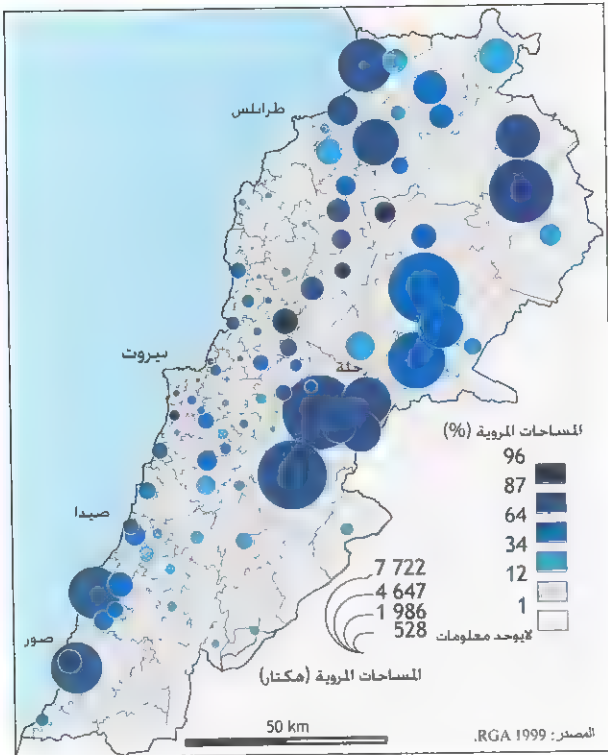 طرابلس
بيروت
حلة
صيدا
صور
المساحات المروية (%)
96
87
64
34
12
1
لايوجد معلومات
7 722
4 647
1 986
528
المساحات المروية (هكتار)
50 km
المصدر: RGA 1999.